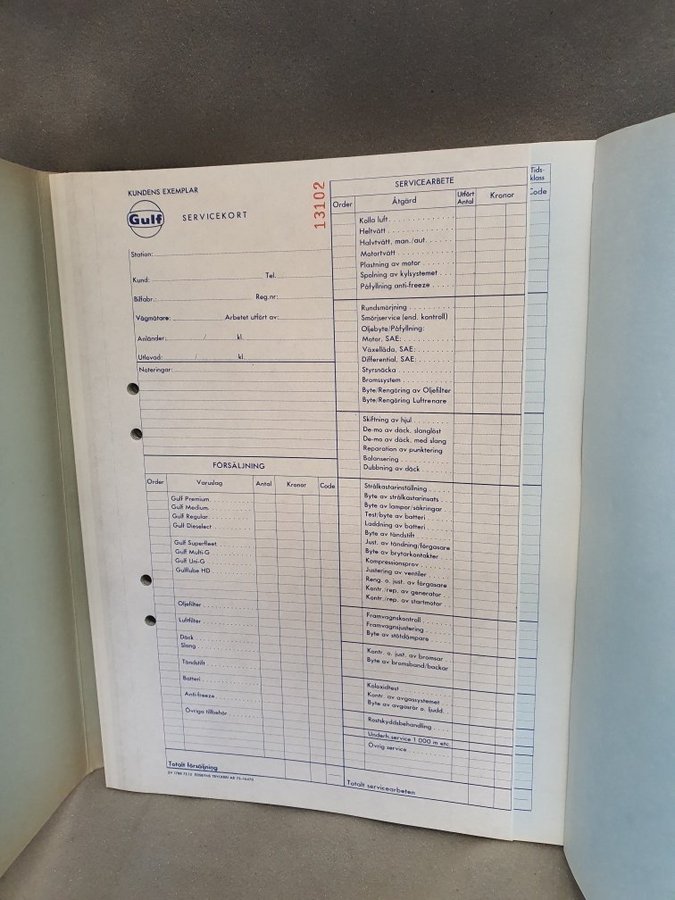 KUNDENS EXEMPLAR
Gulf
SERVICEKORT
13102
Station:
Kund: Tel.
Bilfabr.: Reg.nr:
Vägmätare: Arbetet utfört av:
Anländer: / kl.
Utlovad: / kl.
Noteringar:
FÖRSÄLJNING
Order Varuslag Antal Kronor Code
Gulf Premium
Gulf Medium
Gulf Regular
Gulf Dieselect
Gulf Superfleet
Gulf Multi-G
Gulf Uni-G
Gulflube HD
Oljefilter
Luftfilter
Däck
Slang
Tändstift
Batteri
Anti-freeze
Övriga tillbehör
Totalt försäljning
SERVICEARBETE
Order Åtgärd Utfört Antal Kronor
Tids-
klass
Code
Kolla luft
Heltvätt
Halvtvätt, man./aut.
Motortvätt
Plastning av motor
Spolning av kylsystemet
Påfyllning anti-freeze
Rundsmörjning
Smörjservice (end. kontroll)
Oljebyte/Påfyllning:
Motor, SAE:
Växellåda, SAE:
Differential, SAE:
Styrsnäcka
Bromssystem
Byte/Rengöring av Oljefilter
Byte/Rengöring Luftrenare
Skiftning av hjul
De-mo av däck, slanglöst
De-mo av däck, med slang
Reparation av punktering
Balansering
Dubbning av däck
Strålkastarinställning
Byte av strålkastarinsats
Byte av lampor/säkringar
Test/byte av batteri
Laddning av batteri
Byte av tändstift
Just. av tändning/förgasare
Byte av brytarkontakter
Kompressionsprov
Justering av ventiler
Reng. o. just. av förgasare
Kontr./rep. av generator
Kontr./rep. av startmotor
Framvagnskontroll
Framvagnsjustering
Byte av stötdämpare
Kontr. o. just. av bromsar
Byte av bromsband/backar
Koloxidtest
Kontr. av avgassystemet
Byte av avgasrör o. ljudd.
Rostskyddsbehandling
Underh. service 1 000 m etc.
Övrig service
Totalt servicearbeten